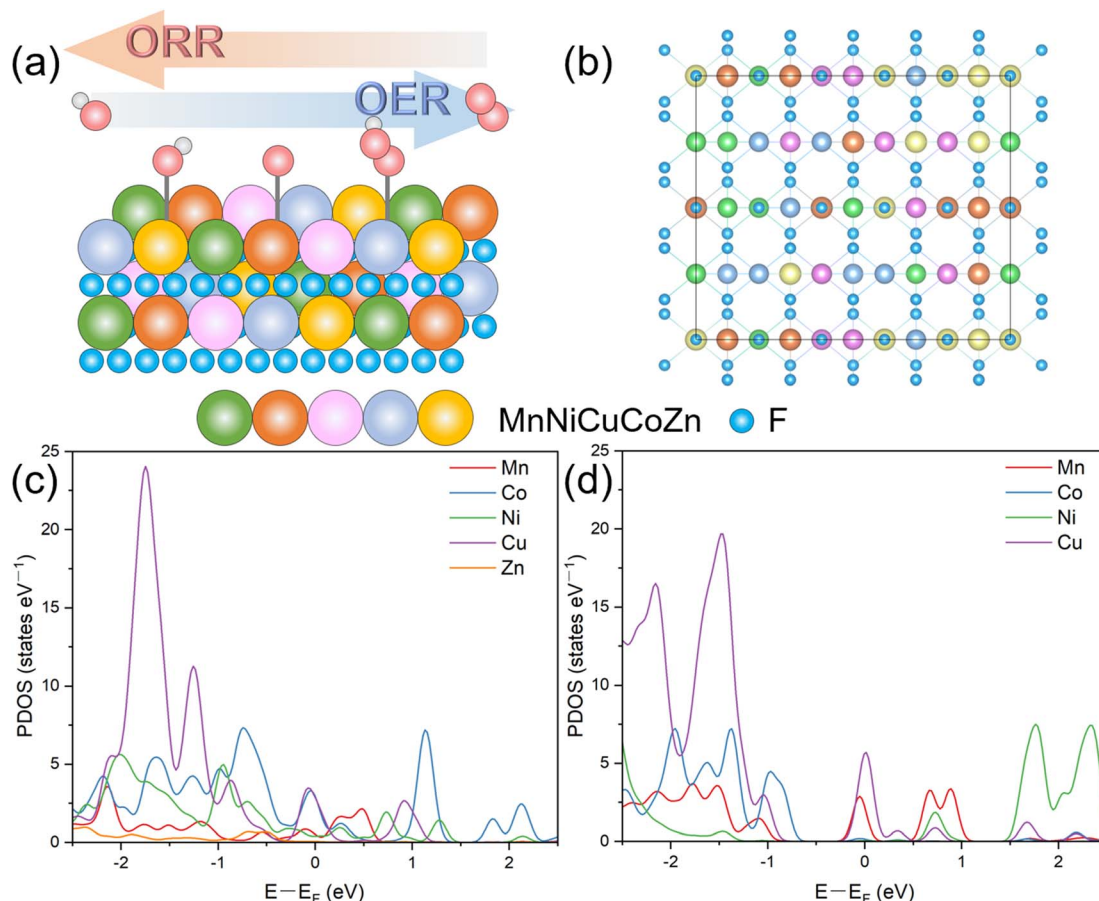 (a)
ORR
OER
(b)
MnNiCuCoZn
F
(c)
25
20
15
10
5
0
PDOS (states eV⁻¹)
Mn
Co
Ni
Cu
Zn
-2
-1
0
1
2
E－E_F (eV)
(d)
25
20
15
10
5
0
PDOS (states eV⁻¹)
Mn
Co
Ni
Cu
-2
-1
0
1
2
E－E_F (eV)